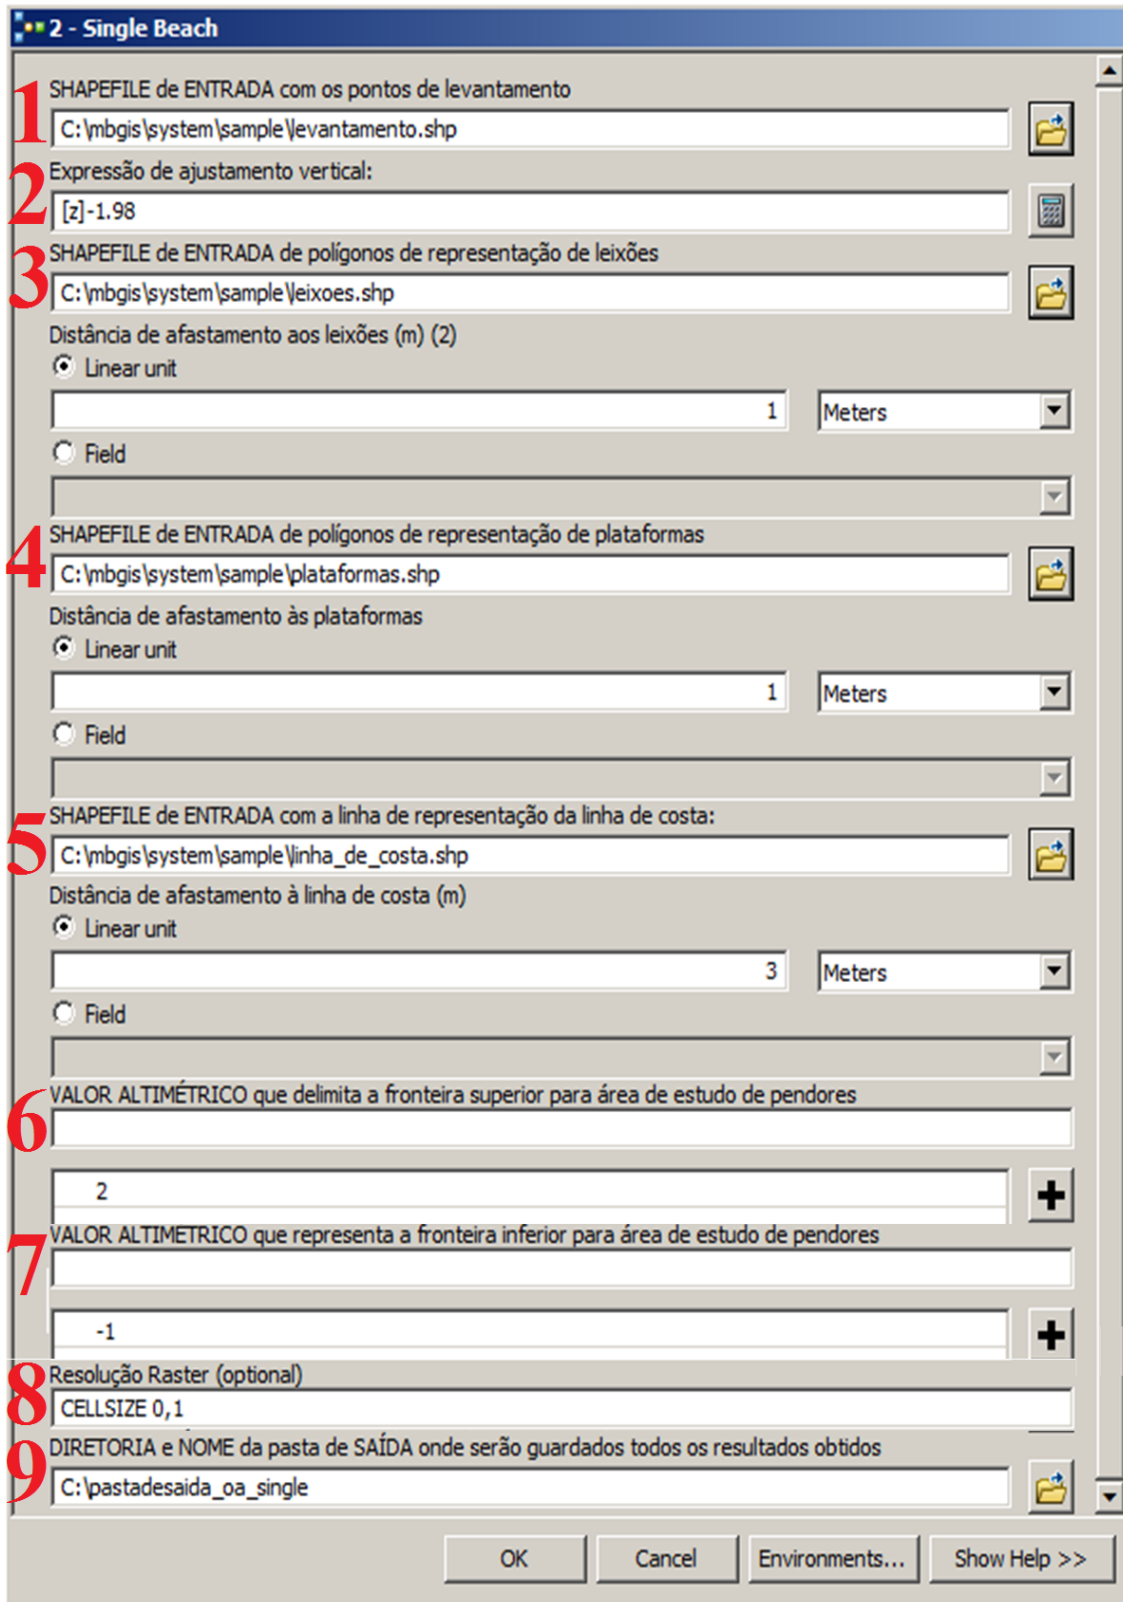 2 - Single Beach
1
SHAPEFILE de ENTRADA com os pontos de levantamento
C:\mbgis\system\sample\levantamento.shp
2
Expressão de ajustamento vertical:
[z]-1.98
3
SHAPEFILE de ENTRADA de polígonos de representação de leixões
C:\mbgis\system\sample\leixoes.shp
Distância de afastamento aos leixões (m) (2)
Linear unit
1 Meters
Field
4
SHAPEFILE de ENTRADA de polígonos de representação de plataformas
C:\mbgis\system\sample\plataformas.shp
Distância de afastamento às plataformas
Linear unit
1 Meters
Field
5
SHAPEFILE de ENTRADA com a linha de representação da linha de costa:
C:\mbgis\system\sample\linha_de_costa.shp
Distância de afastamento à linha de costa (m)
Linear unit
3 Meters
Field
6
VALOR ALTIMÉTRICO que delimita a fronteira superior para área de estudo de pendores
2
7
VALOR ALTIMETRICO que representa a fronteira inferior para área de estudo de pendores
-1
8
Resolução Raster (optional)
CELLSIZE 0,1
9
DIRETORIA e NOME da pasta de SAÍDA onde serão guardados todos os resultados obtidos
C:\pastadesaida_oa_single
OK Cancel Environments... Show Help >>